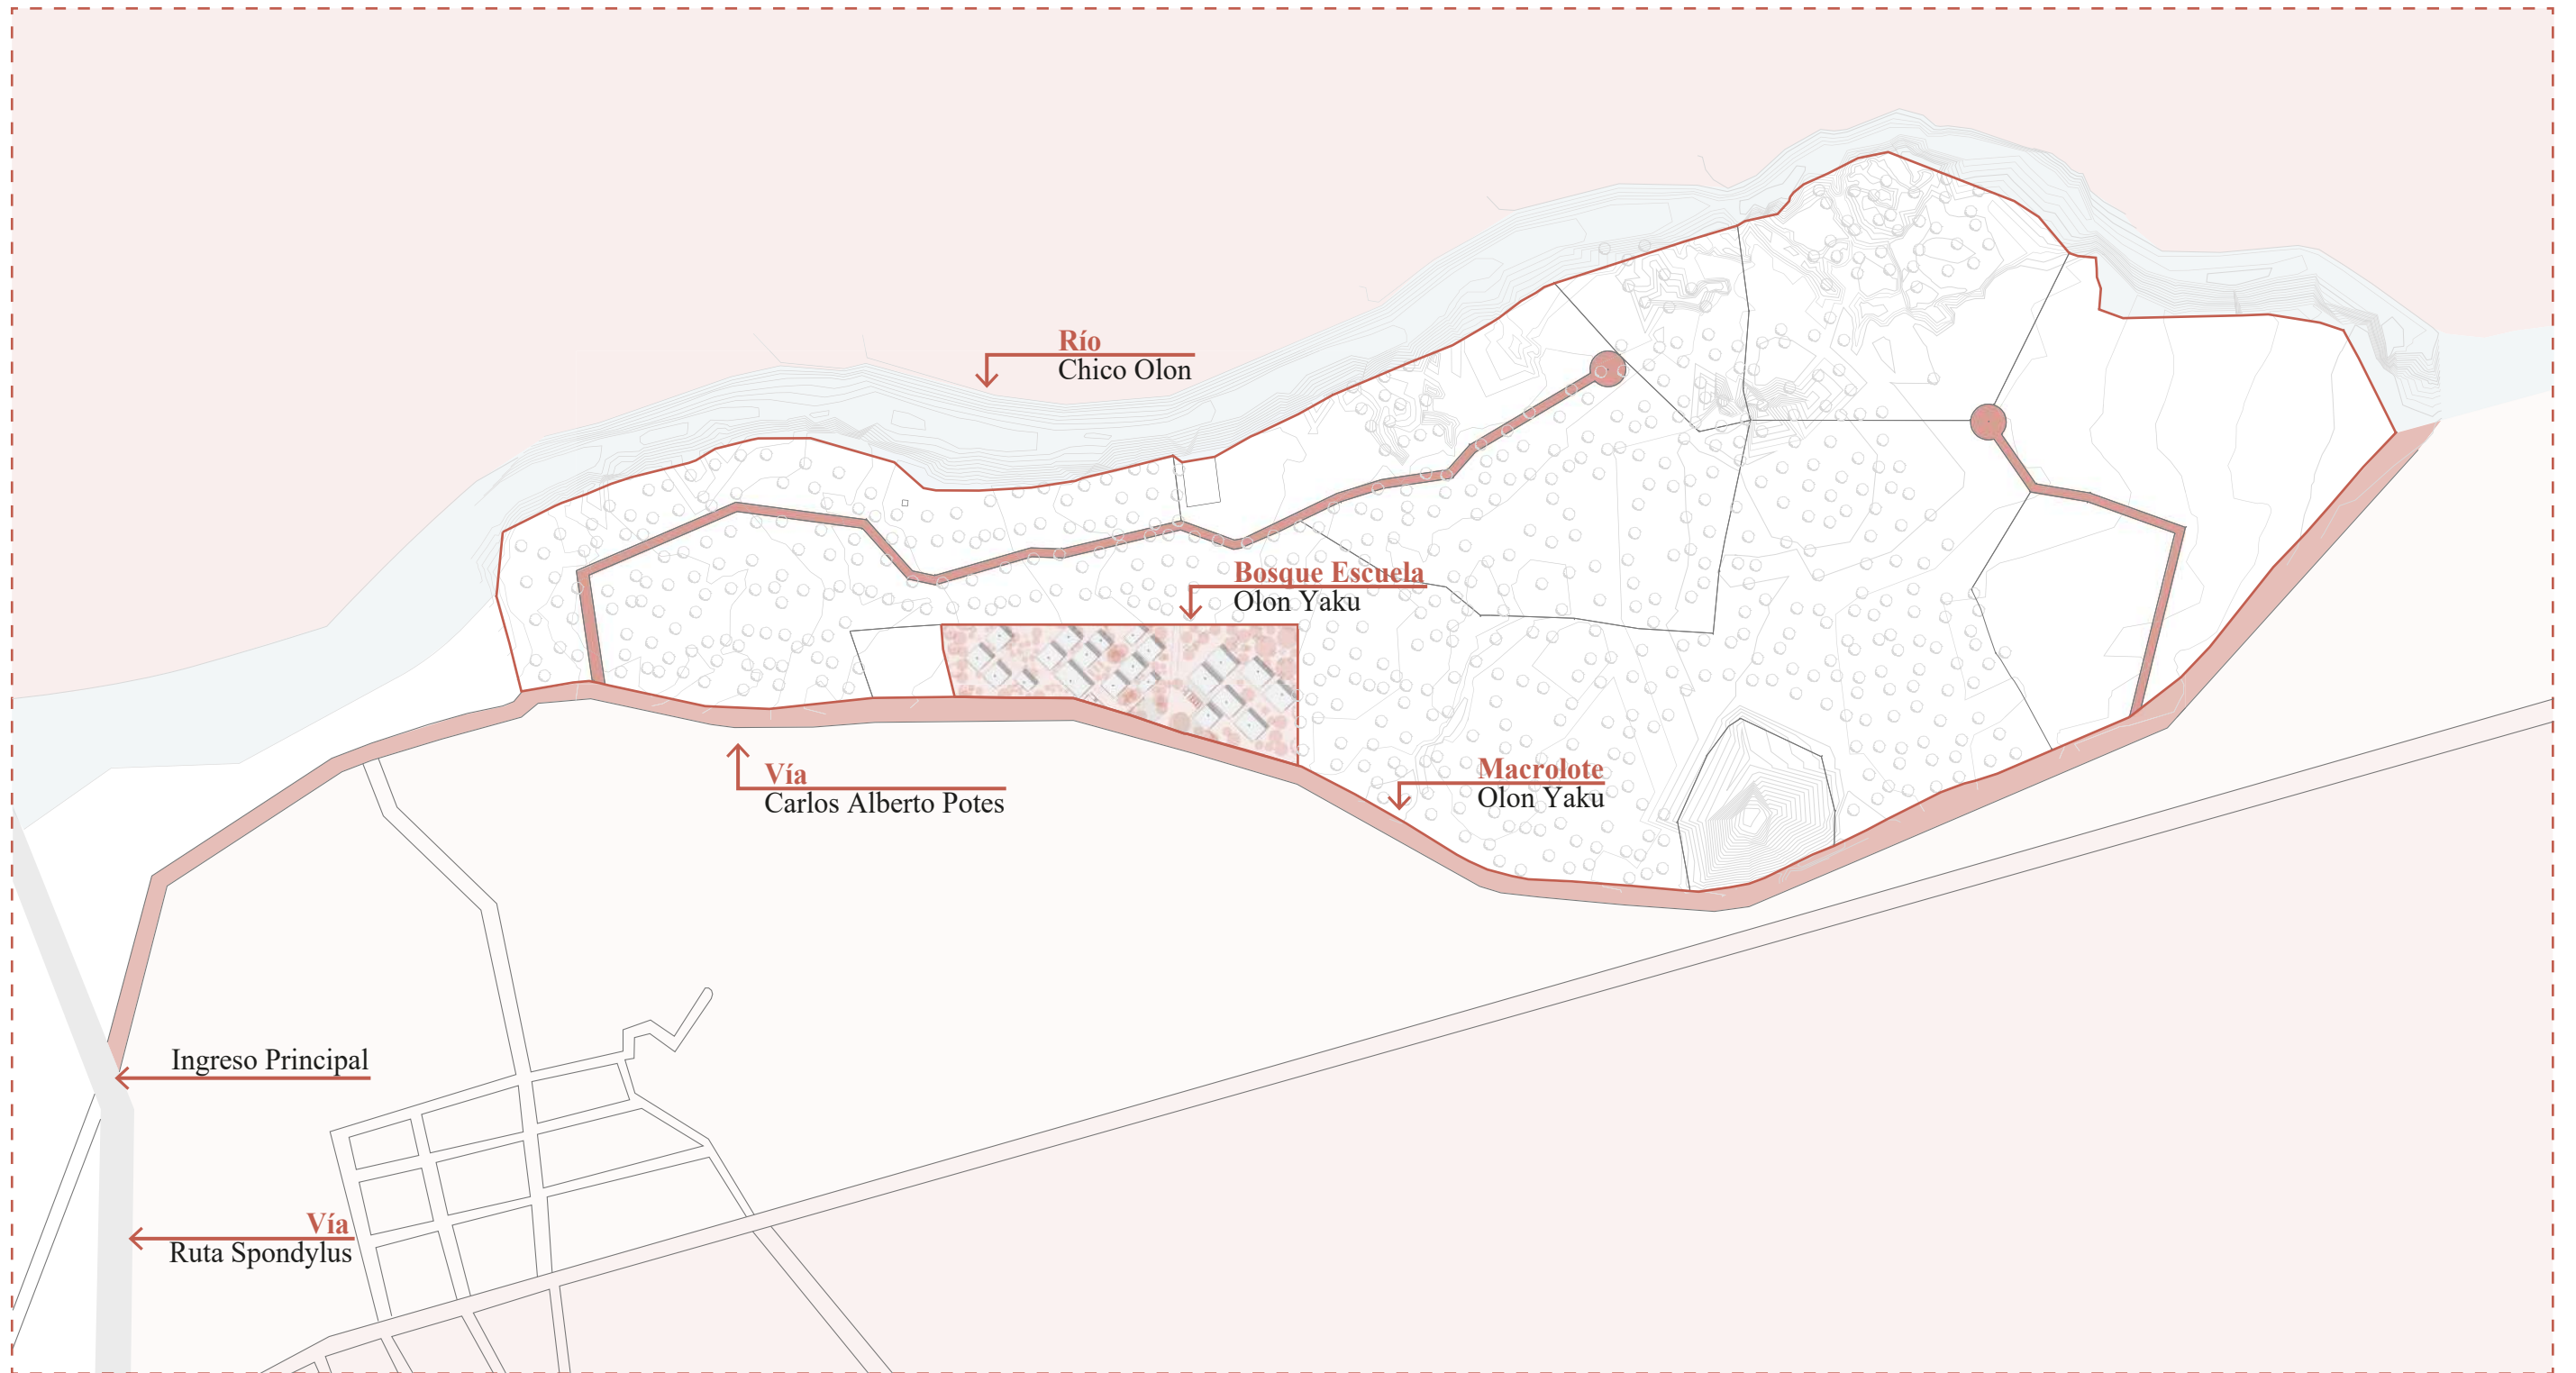 Río
Chico Olon
Bosque Escuela
Olon Yaku
Vía
Carlos Alberto Potes
Macrolote
Olon Yaku
Ingreso Principal
Vía
Ruta Spondylus